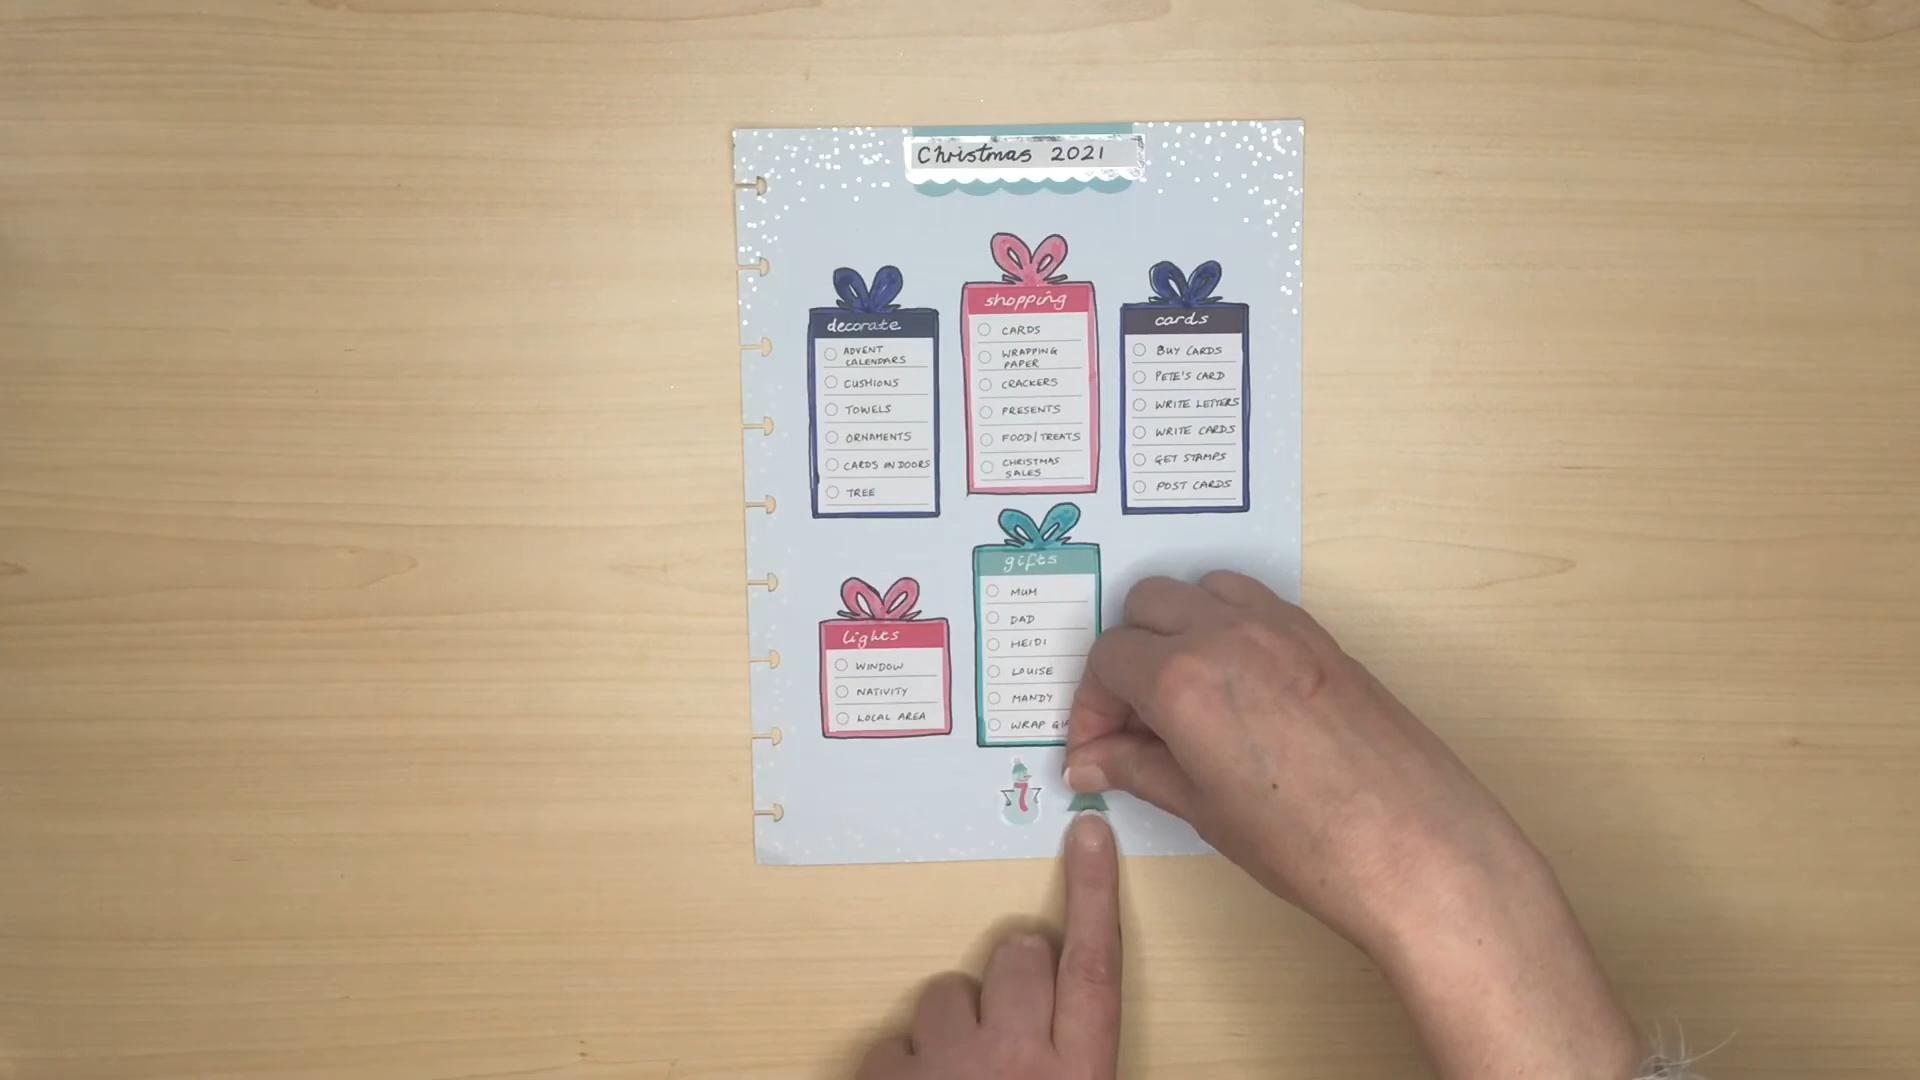 Christmas 2021
decorate
ADVENT
CALENDARS
CUSHIONS
TOWELS
ORNAMENTS
CARDS INDOORS
TREE
shopping
CARDS
WRAPPING
PAPER
CRACKERS
PRESENTS
FOOD/TREATS
CHRISTMAS
SALES
cards
BUY CARDS
PETE'S CARD
WRITE LETTERS
WRITE CARDS
GET STAMPS
POST CARDS
lights
WINDOW
NATIVITY
LOCAL AREA
gifts
MUM
DAD
HEIDI
LOUISE
MANDY
WRAP